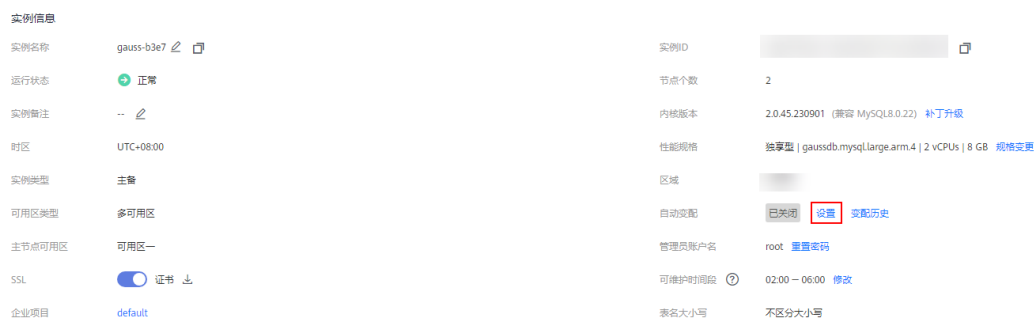 实例信息
实例名称 gauss-b3e7 实例ID
运行状态 正常 节点个数 2
实例备注 -- 内核版本 2.0.45.230901 (兼容 MySQL8.0.22) 补丁升级
时区 UTC+08:00 性能规格 独享型 | gaussdb.mysql.large.arm.4 | 2 vCPUs | 8 GB 规格变更
实例类型 主备 区域
可用区类型 多可用区 自动变配 已关闭 设置 变配历史
主节点可用区 可用区一 管理员账户名 root 重置密码
SSL 证书 可维护时间段 ? 02:00 — 06:00 修改
企业项目 default 表名大小写 不区分大小写